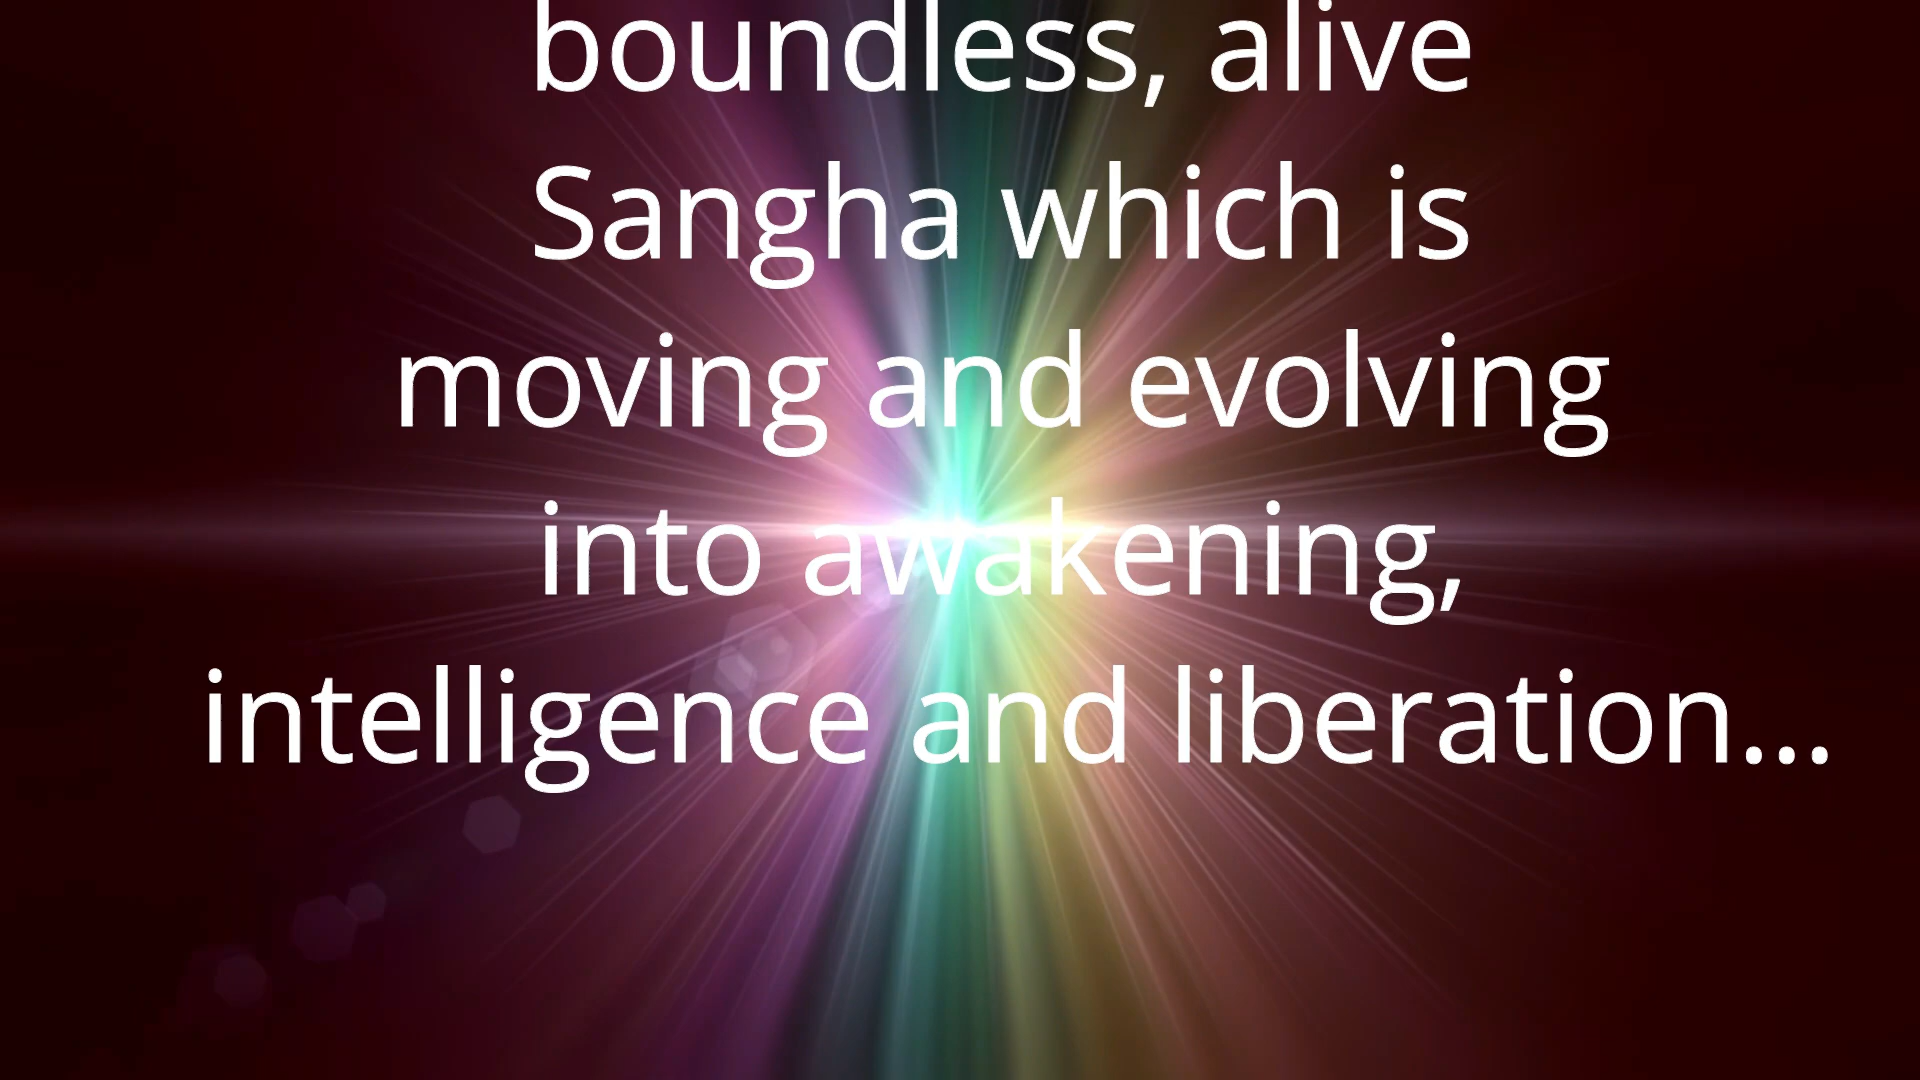 boundless, alive
Sangha which is
moving and evolving
into awakening,
intelligence and liberation...